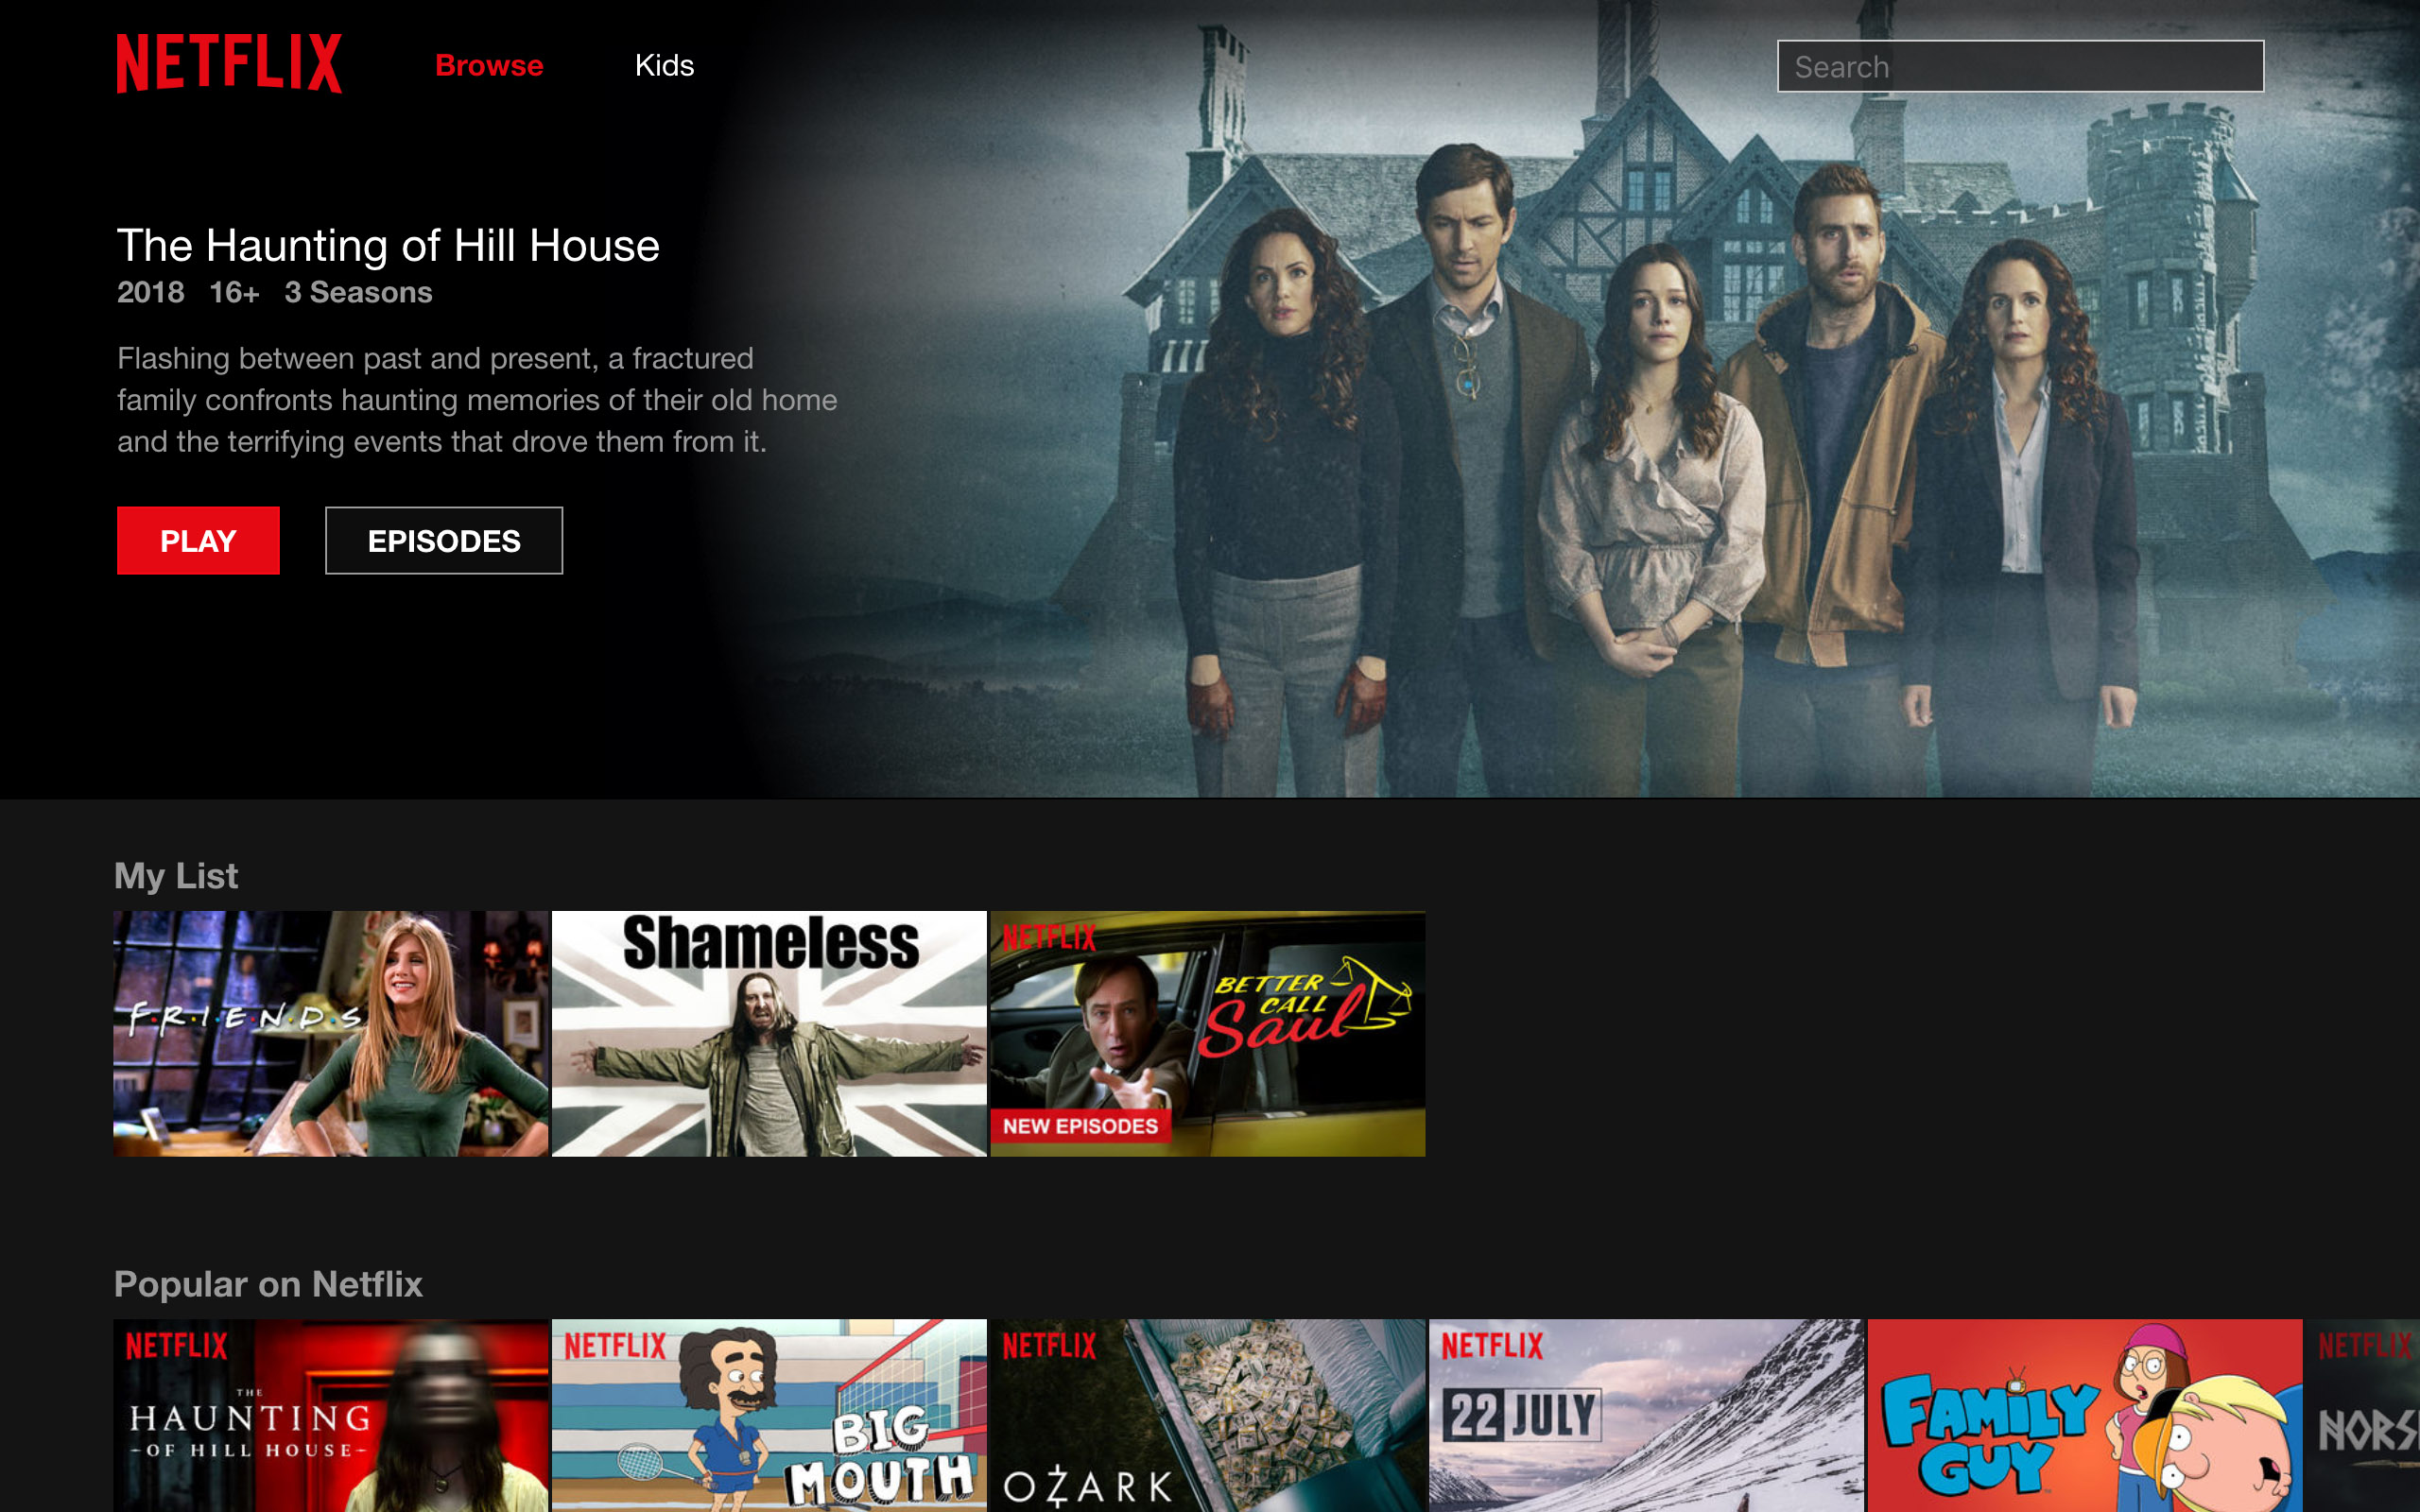 NETFLIX Browse Kids Search
The Haunting of Hill House
2018 16+ 3 Seasons
Flashing between past and present, a fractured
family confronts haunting memories of their old home
and the terrifying events that drove them from it.
PLAY EPISODES
My List
F·R·I·E·N·D·S
Shameless
NETFLIX
BETTER
CALL
Saul
NEW EPISODES
Popular on Netflix
NETFLIX
THE
HAUNTING
OF HILL HOUSE
NETFLIX
BIG
MOUTH
NETFLIX
OZARK
NETFLIX
22 JULY
FAMILY
GUY
NETFLIX